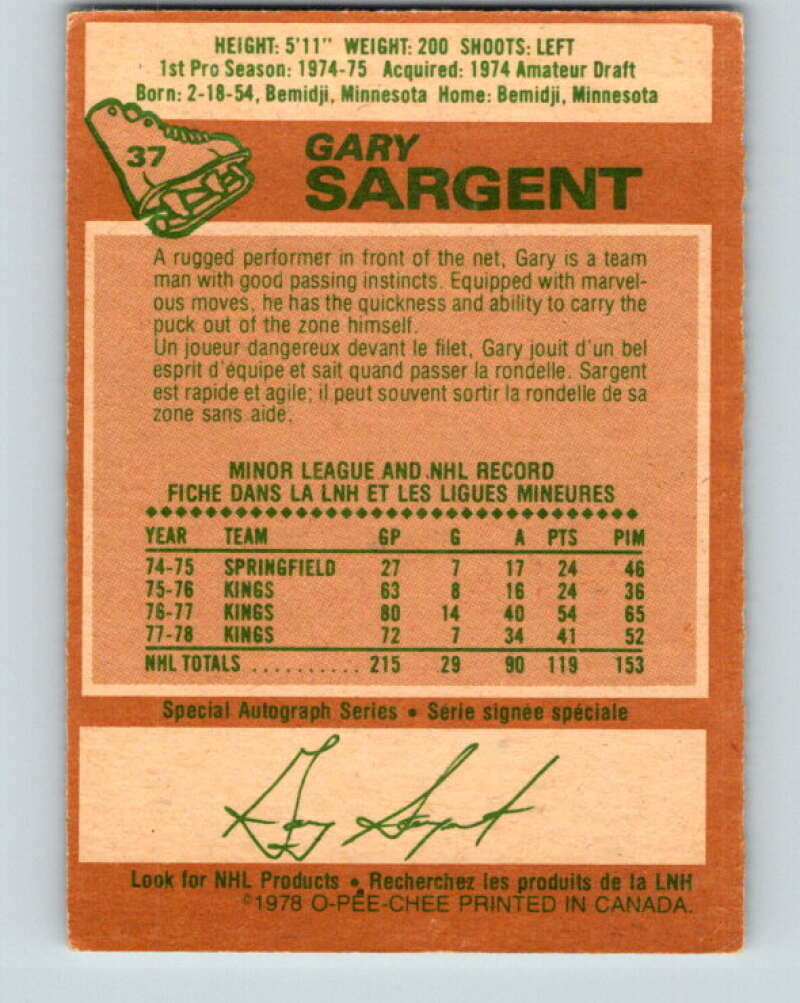 HEIGHT: 5'11" WEIGHT: 200 SHOOTS: LEFT
1st Pro Season: 1974-75 Acquired: 1974 Amateur Draft
Born: 2-18-54, Bemidji, Minnesota Home: Bemidji, Minnesota
37
GARY
SARGENT
A rugged performer in front of the net, Gary is a team
man with good passing instincts. Equipped with marvel-
ous moves, he has the quickness and ability to carry the
puck out of the zone himself.
Un joueur dangereux devant le filet, Gary jouit d'un bel
esprit d'équipe et sait quand passer la rondelle. Sargent
est rapide et agile; il peut souvent sortir la rondelle de sa
zone sans aide.
MINOR LEAGUE AND NHL RECORD
FICHE DANS LA LNH ET LES LIGUES MINEURES
YEAR TEAM GP G A PTS PIM
74-75 SPRINGFIELD 27 7 17 24 46
75-76 KINGS 63 8 16 24 36
76-77 KINGS 80 14 40 54 65
77-78 KINGS 72 7 34 41 52
NHL TOTALS .......... 215 29 90 119 153
Special Autograph Series • Série signée spéciale
Gary Sargent
Look for NHL Products • Recherchez les produits de la LNH
©1978 O-PEE-CHEE PRINTED IN CANADA.